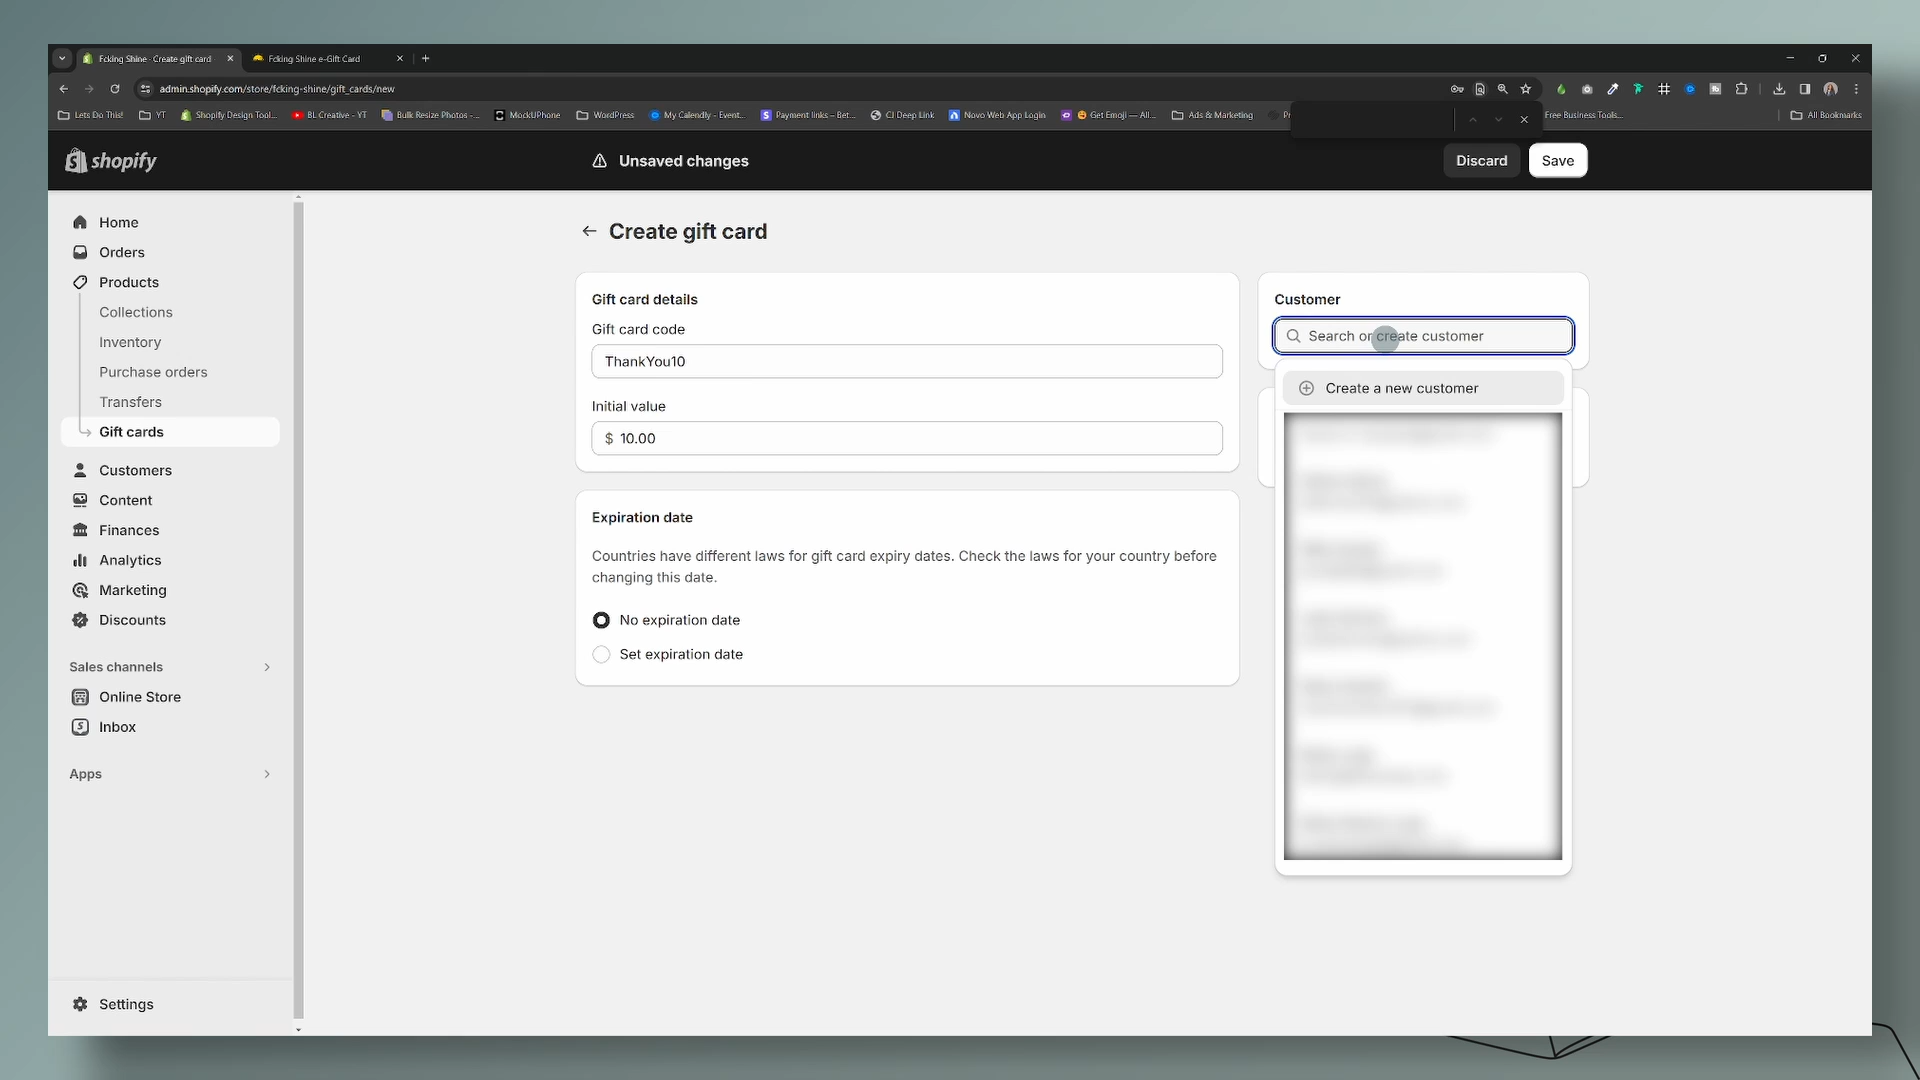 Fcking Shine · Create gift card
Fcking Shine e-Gift Card
admin.shopify.com/store/fcking-shine/gift_cards/new
Lets Do This!
YT
Shopify Design Tool...
BL Creative - YT
Bulk Resize Photos -...
MockUPhone
WordPress
My Calendly - Event...
Payment links – Bet...
CJ Deep Link
Novo Web App Login
Get Emoji — All...
Ads & Marketing
Free Business Tools...
All Bookmarks
shopify
Unsaved changes
Discard
Save
Home
Orders
Products
Collections
Inventory
Purchase orders
Transfers
Gift cards
Customers
Content
Finances
Analytics
Marketing
Discounts
Sales channels
Online Store
Inbox
Apps
Settings
Create gift card
Gift card details
Gift card code
ThankYou10
Initial value
$ 10.00
Expiration date
Countries have different laws for gift card expiry dates. Check the laws for your country before
changing this date.
No expiration date
Set expiration date
Customer
Search or create customer
Create a new customer